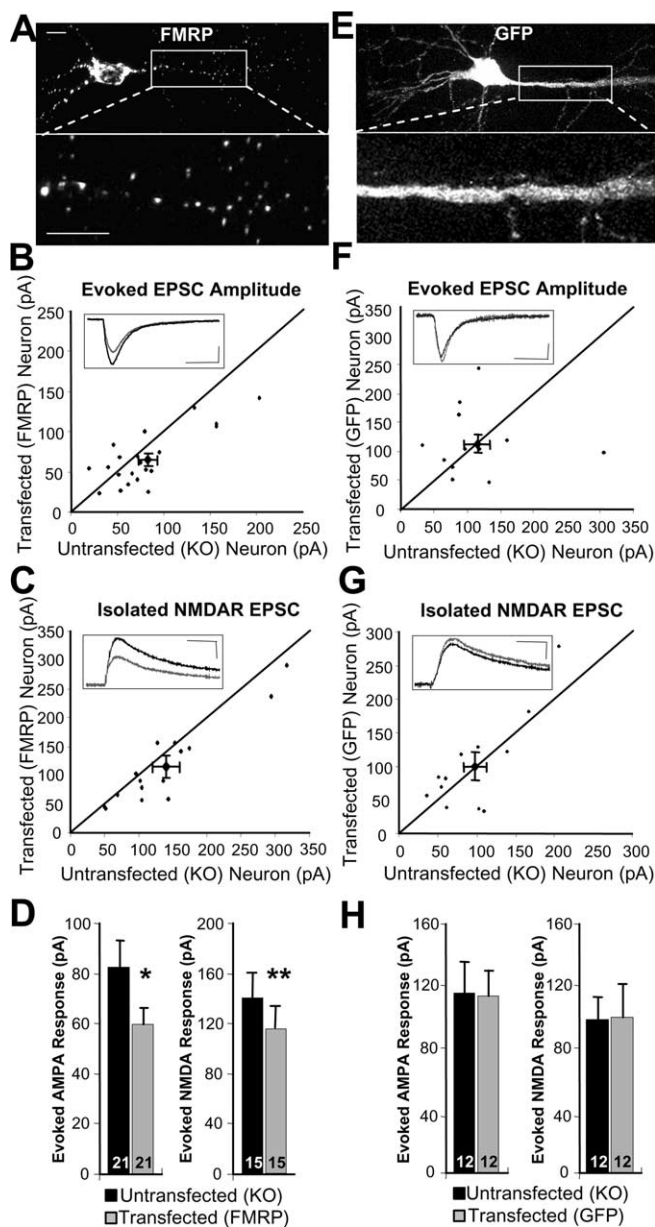 A
FMRP
E
GFP
B
Evoked EPSC Amplitude
Transfected (FMRP) Neuron (pA)
250
200
150
100
50
0
0 50 100 150 200 250
Untransfected (KO) Neuron (pA)
F
Evoked EPSC Amplitude
Transfected (GFP) Neuron (pA)
350
300
250
200
150
100
50
0
0 50 100 150 200 250 300 350
Untransfected (KO) Neuron (pA)
C
Isolated NMDAR EPSC
Transfected (FMRP) Neuron (pA)
350
300
250
200
150
100
50
0
0 50 100 150 200 250 300 350
Untransfected (KO) Neuron (pA)
G
Isolated NMDAR EPSC
Transfected (GFP) Neuron (pA)
300
250
200
150
100
50
0
0 50 100 150 200 250 300
Untransfected (KO) Neuron (pA)
D
Evoked AMPA Response (pA)
100
80
60
40
20
0
*
21 21
Evoked NMDA Response (pA)
200
160
120
80
40
0
**
15 15
Untransfected (KO)
Transfected (FMRP)
H
Evoked AMPA Response (pA)
160
120
100
40
0
12 12
Evoked NMDA Response (pA)
160
120
100
40
0
12 12
Untransfected (KO)
Transfected (GFP)